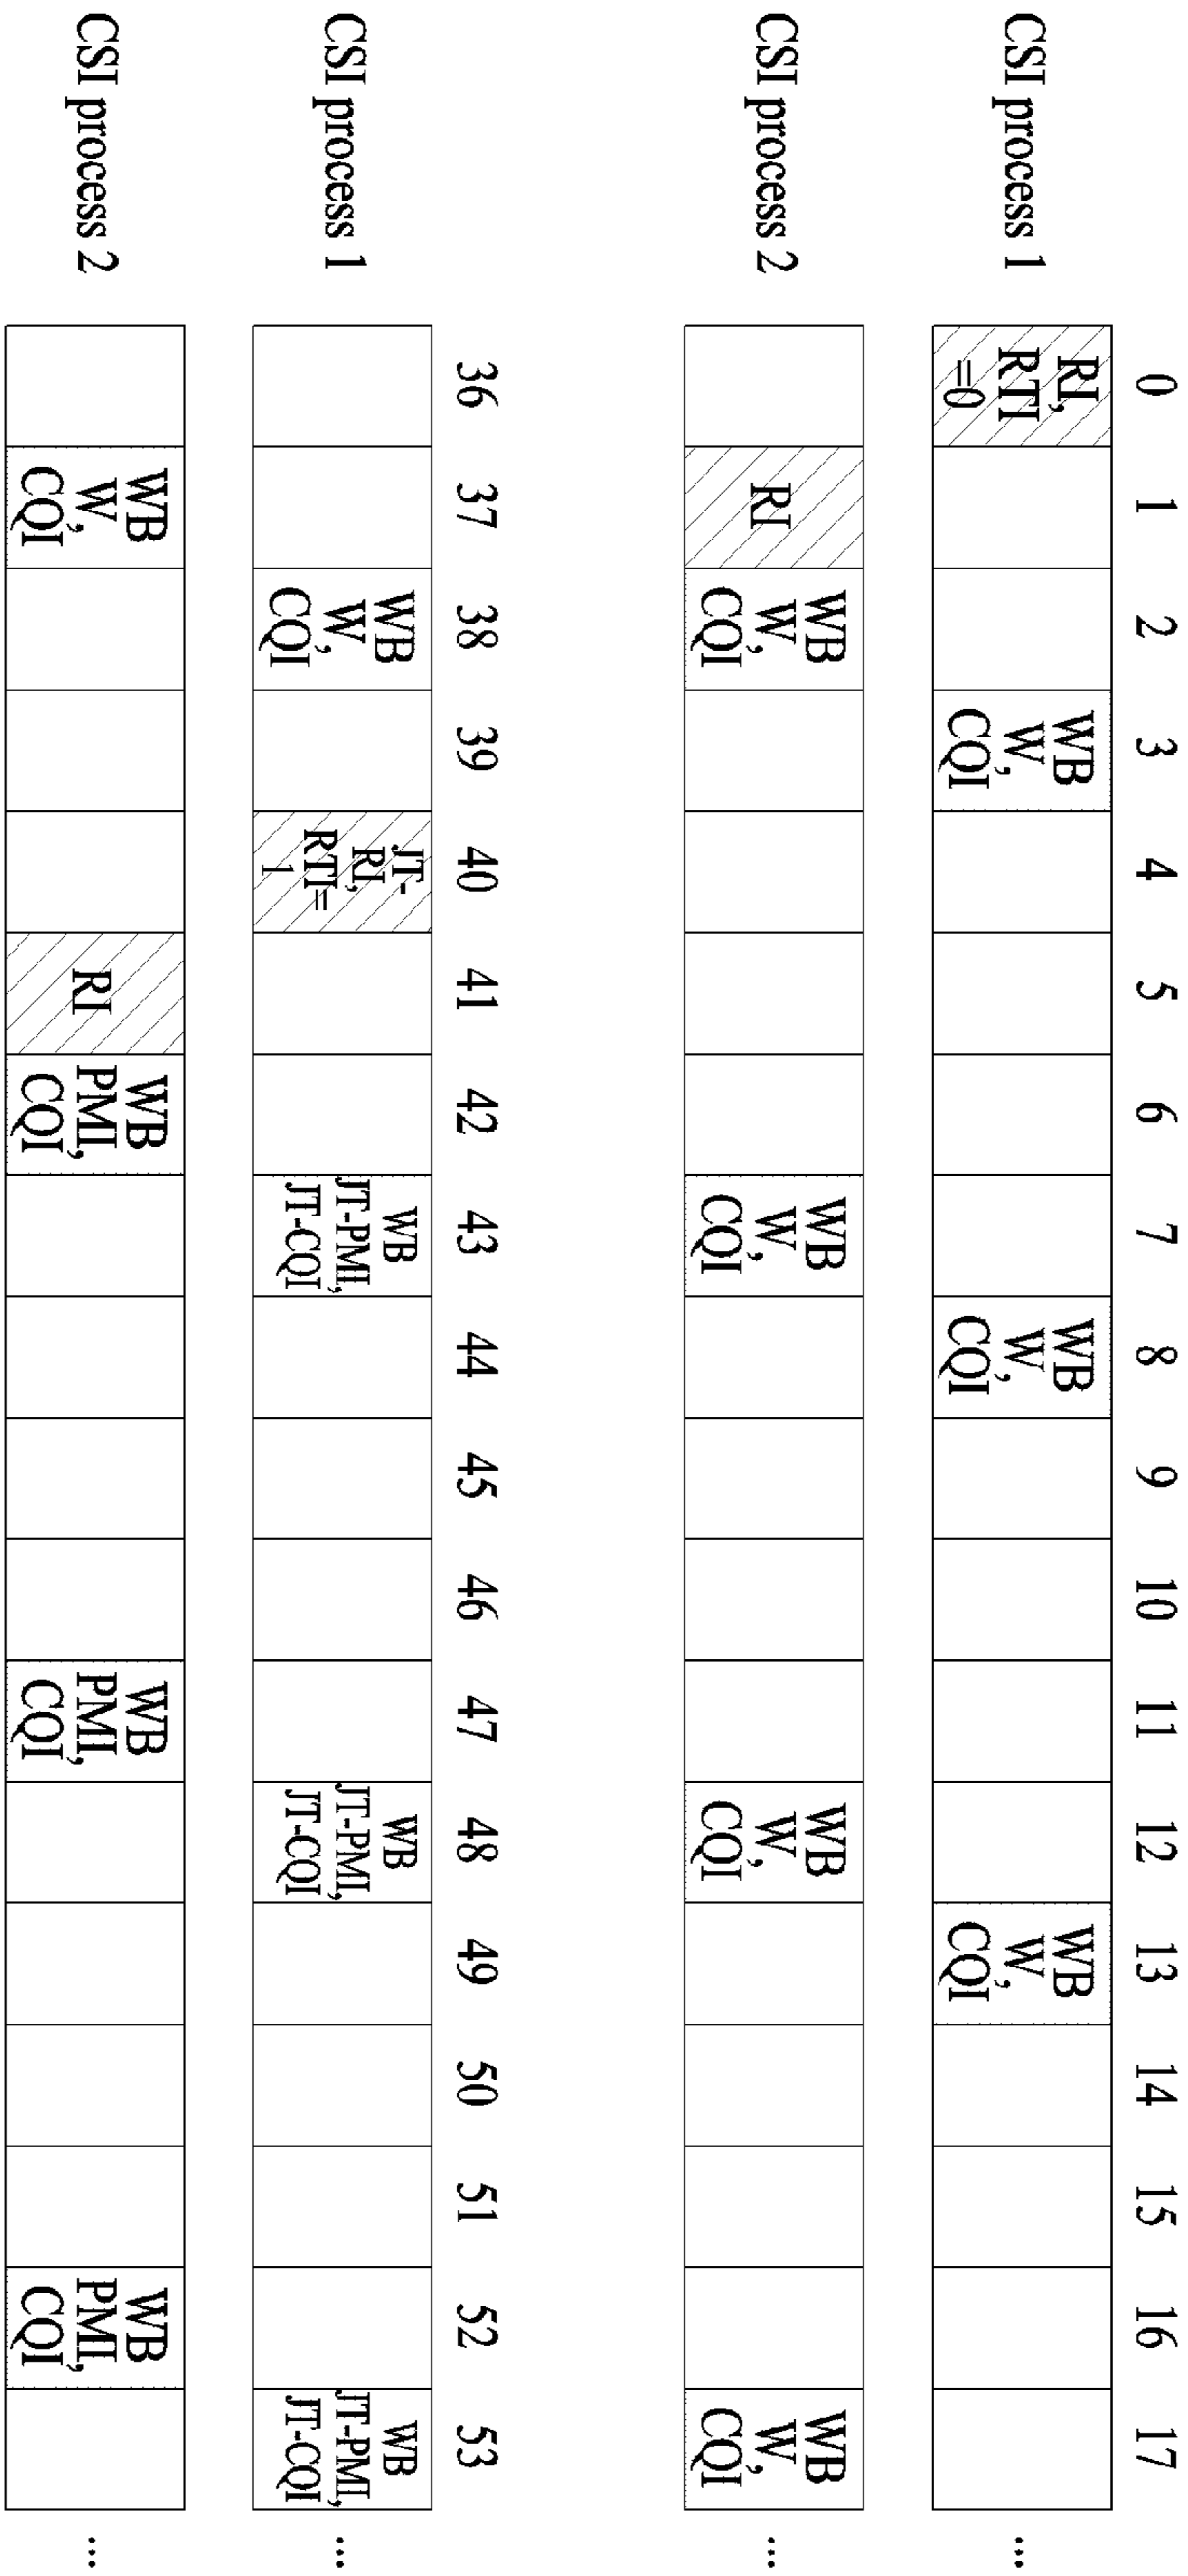 0 1 2 3 4 5 6 7 8 9 10 11 12 13 14 15 16 17
CSI process 1
RI,
RTI
=0
WB
W,
CQI
WB
W,
CQI
WB
W,
CQI
...
CSI process 2
RI
WB
W,
CQI
WB
W,
CQI
WB
W,
CQI
WB
W,
CQI
...
36 37 38 39 40 41 42 43 44 45 46 47 48 49 50 51 52 53
CSI process 1
WB
W,
CQI
JT-
RI,
RTI=
1
WB
JT-PMI,
JT-CQI
WB
JT-PMI,
JT-CQI
WB
JT-PMI,
JT-CQI
...
CSI process 2
WB
W,
CQI
RI
WB
PMI,
CQI
WB
PMI,
CQI
WB
PMI,
CQI
...